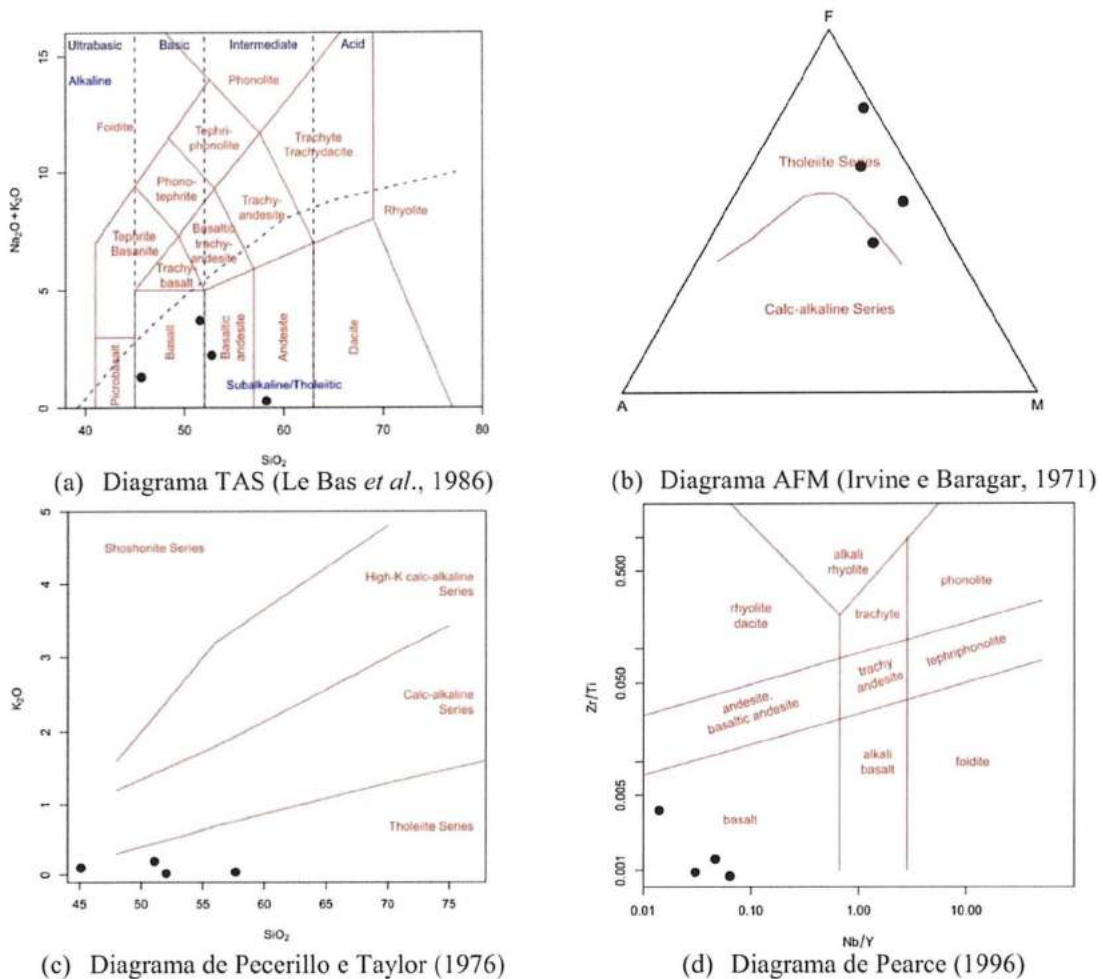 Ultrabasic Basic Intermediate Acid
Alkaline
Phonolite
Foidite
Tephri-
phonolite
Trachyte
Trachydacite
Phono-
tephrite
Trachy-
andesite
Rhyolite
Tephrite
Basanite
Basaltic
trachy-
andesite
Trachy-
basalt
Picrobasalt
Basalt
Basaltic
andesite
Andesite
Dacite
Subalkaline/Tholeiitic
Na2O+K2O
0 5 10 15
40 50 60 70 80
SiO2
(a) Diagrama TAS (Le Bas et al., 1986)
F
Tholeiite Series
Calc-alkaline Series
A
M
(b) Diagrama AFM (Irvine e Baragar, 1971)
Shoshonite Series
High-K calc-alkaline
Series
Calc-alkaline
Series
Tholeiite Series
K2O
0 1 2 3 4 5
45 50 55 60 65 70 75
SiO2
(c) Diagrama de Pecerillo e Taylor (1976)
alkali
rhyolite
phonolite
rhyolite
dacite
trachyte
tephriphonolite
trachy
andesite
andesite,
basaltic andesite
alkali
basalt
foidite
basalt
Zr/Ti
0.001 0.005 0.050 0.500
0.01 0.10 1.00 10.00
Nb/Y
(d) Diagrama de Pearce (1996)